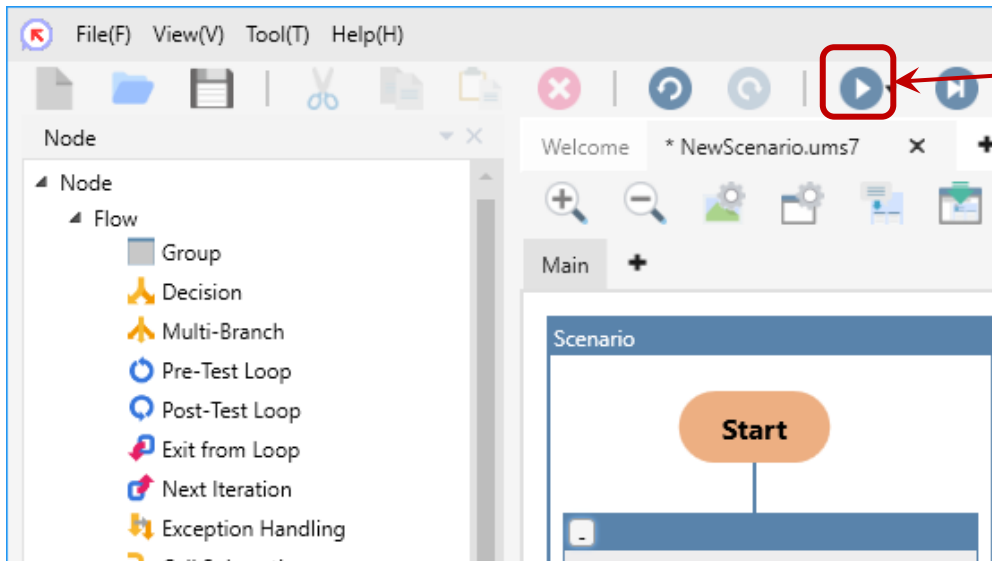 File(F) View(V) Tool(T) Help(H)
Node
Welcome * NewScenario.ums7
Node
Flow
Group
Decision
Multi-Branch
Pre-Test Loop
Post-Test Loop
Exit from Loop
Next Iteration
Exception Handling
Main
Scenario
Start